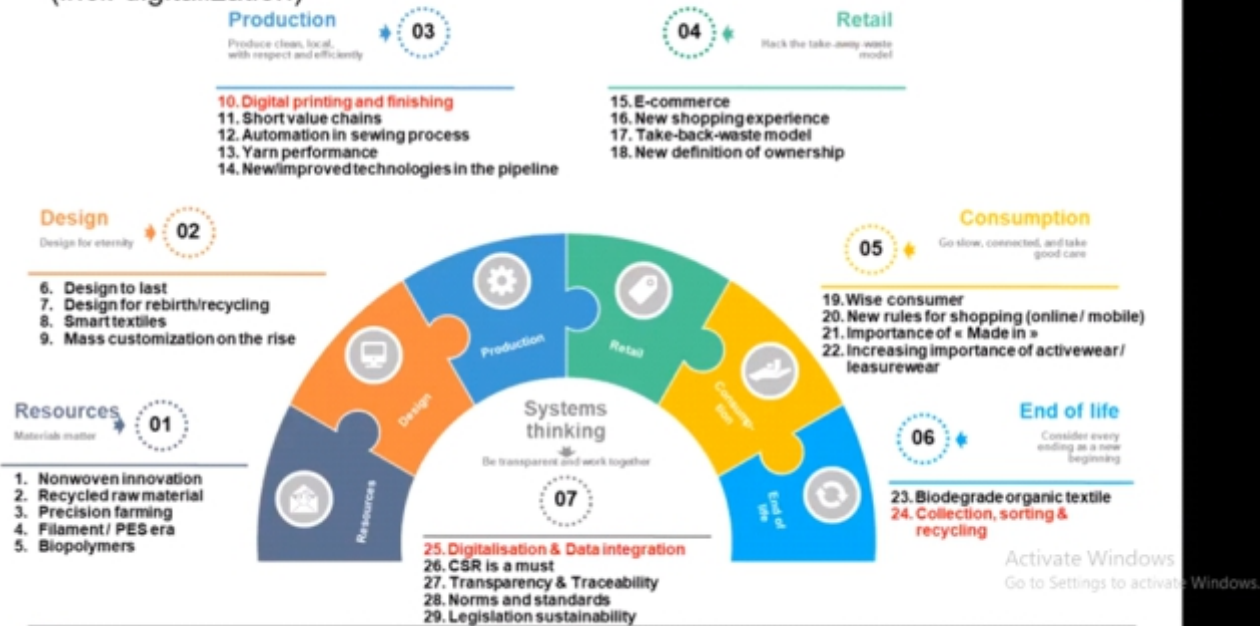 (incl. digitalization)
Production
03
Produce clean, local,
with respect and efficiently
10. Digital printing and finishing
11. Short value chains
12. Automation in sewing process
13. Yarn performance
14. New/improved technologies in the pipeline
04
Retail
Hack the take-away-waste
model
15. E-commerce
16. New shopping experience
17. Take-back-waste model
18. New definition of ownership
Design
02
Design for eternity
6. Design to last
7. Design for rebirth/recycling
8. Smart textiles
9. Mass customization on the rise
Consumption
05
Go slow, connected, and take
good care
19. Wise consumer
20. New rules for shopping (online / mobile)
21. Importance of « Made in »
22. Increasing importance of activewear/
leasurewear
Resources
01
Materials matter
1. Nonwoven innovation
2. Recycled raw material
3. Precision farming
4. Filament / PES era
5. Biopolymers
End of life
06
Consider every
ending as a new
beginning
23. Biodegrade organic textile
24. Collection, sorting &
recycling
Resources
Design
Production
Retail
Consump-
tion
End of
life
Systems
thinking
Be transparent and work together
07
25. Digitalisation & Data integration
26. CSR is a must
27. Transparency & Traceability
28. Norms and standards
29. Legislation sustainability
Activate Windows
Go to Settings to activate Windows.